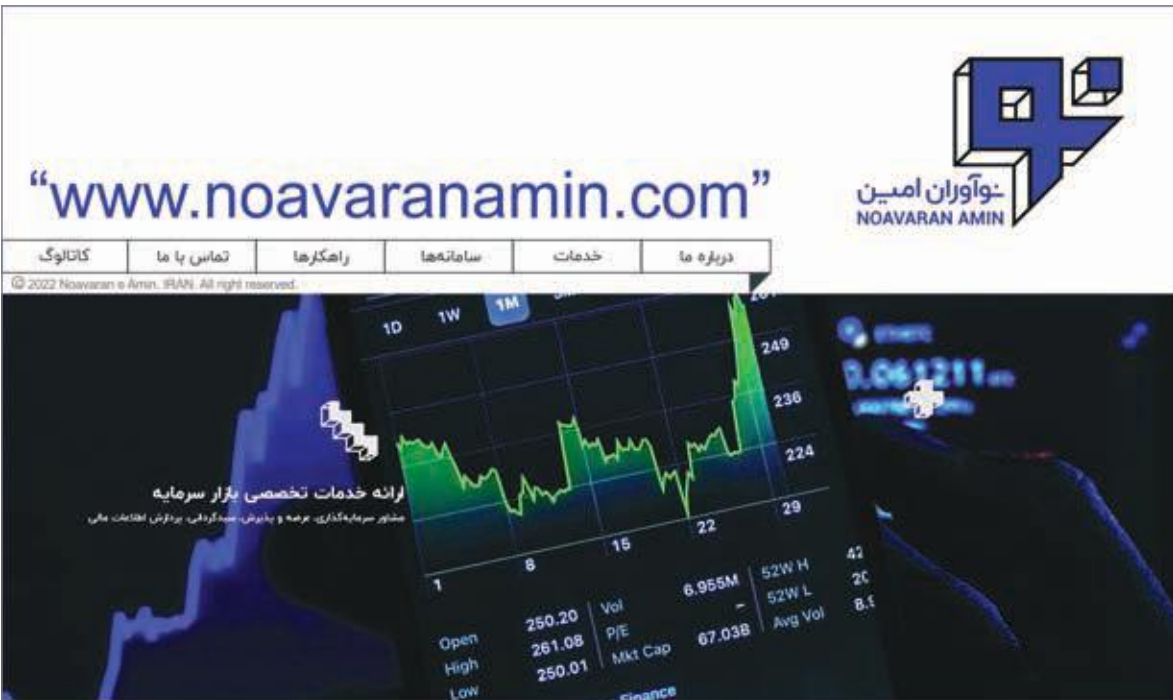 نوآوران امین
NOAVARAN AMIN
“www.noavaranamin.com”
درباره ما
خدمات
سامانه‌ها
راهکارها
تماس با ما
کاتالوگ
© 2022 Noavaran e Amin. IRAN. All right reserved.
1D 1W 1M
261
249
236
224
1 8 15 22 29
ارائه خدمات تخصصی بازار سرمایه
مشاور سرمایه‌گذاری، عرضه و پذیرش، سبدگردانی، پردازش اطلاعات مالی
Open 250.20 Vol 6.955M 52W H
High 261.08 P/E – 52W L
Low 250.01 Mkt Cap 67.03B Avg Vol
Finance
0.061211